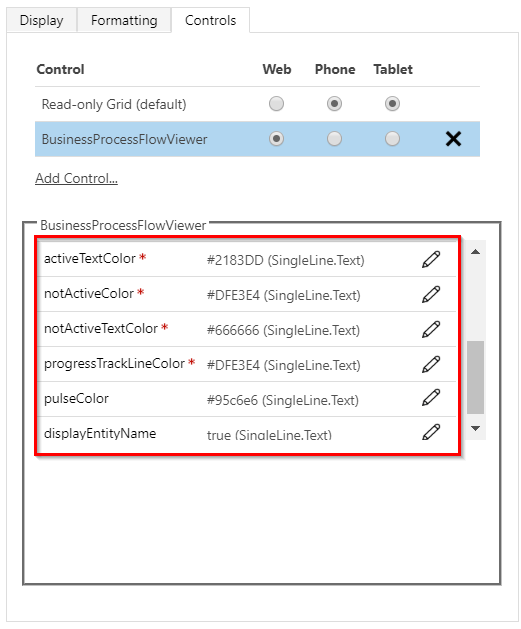 Display Formatting Controls
Control Web Phone Tablet
Read-only Grid (default)
BusinessProcessFlowViewer
Add Control...
BusinessProcessFlowViewer
activeTextColor * #2183DD (SingleLine.Text)
notActiveColor * #DFE3E4 (SingleLine.Text)
notActiveTextColor * #666666 (SingleLine.Text)
progressTrackLineColor * #DFE3E4 (SingleLine.Text)
pulseColor #95c6e6 (SingleLine.Text)
displayEntityName true (SingleLine.Text)